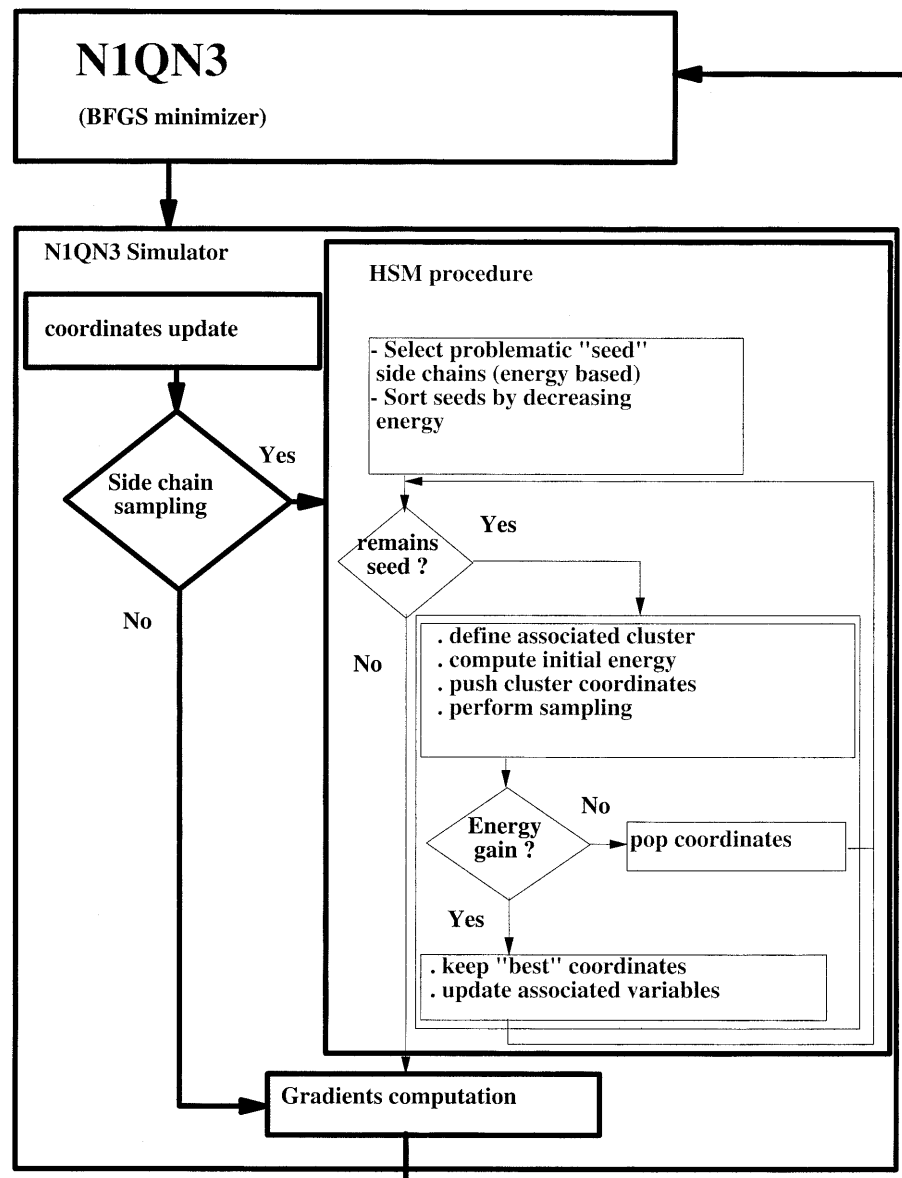 N1QN3
(BFGS minimizer)
N1QN3 Simulator
HSM procedure
coordinates update
- Select problematic "seed"
side chains (energy based)
- Sort seeds by decreasing
energy
Yes
Side chain
sampling
Yes
remains
seed ?
No
No
. define associated cluster
. compute initial energy
. push cluster coordinates
. perform sampling
No
Energy
gain ?
pop coordinates
Yes
. keep "best" coordinates
. update associated variables
Gradients computation